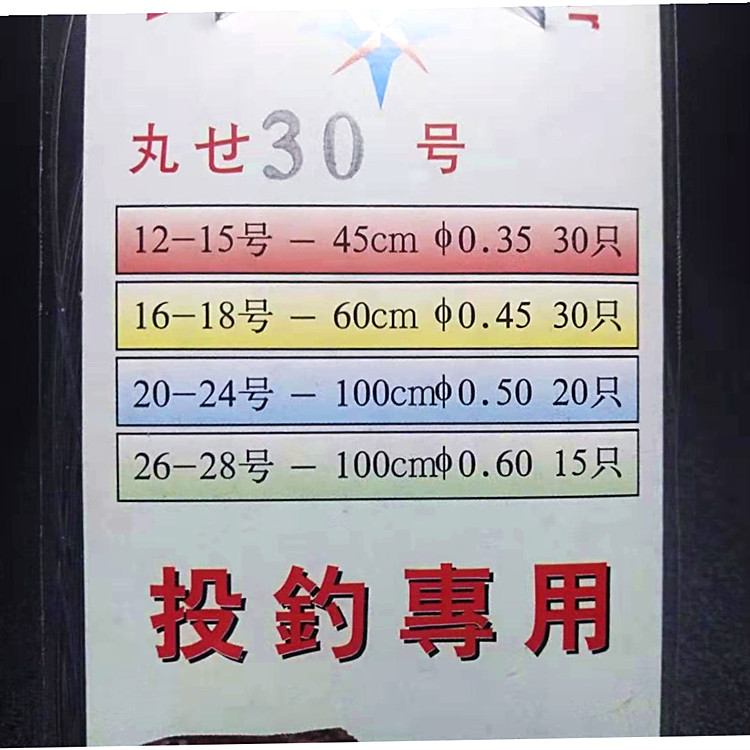 丸せ30号
12-15号 - 45cm φ0.35 30只
16-18号 - 60cm φ0.45 30只
20-24号 - 100cmφ0.50 20只
26-28号 - 100cmφ0.60 15只
投釣專用